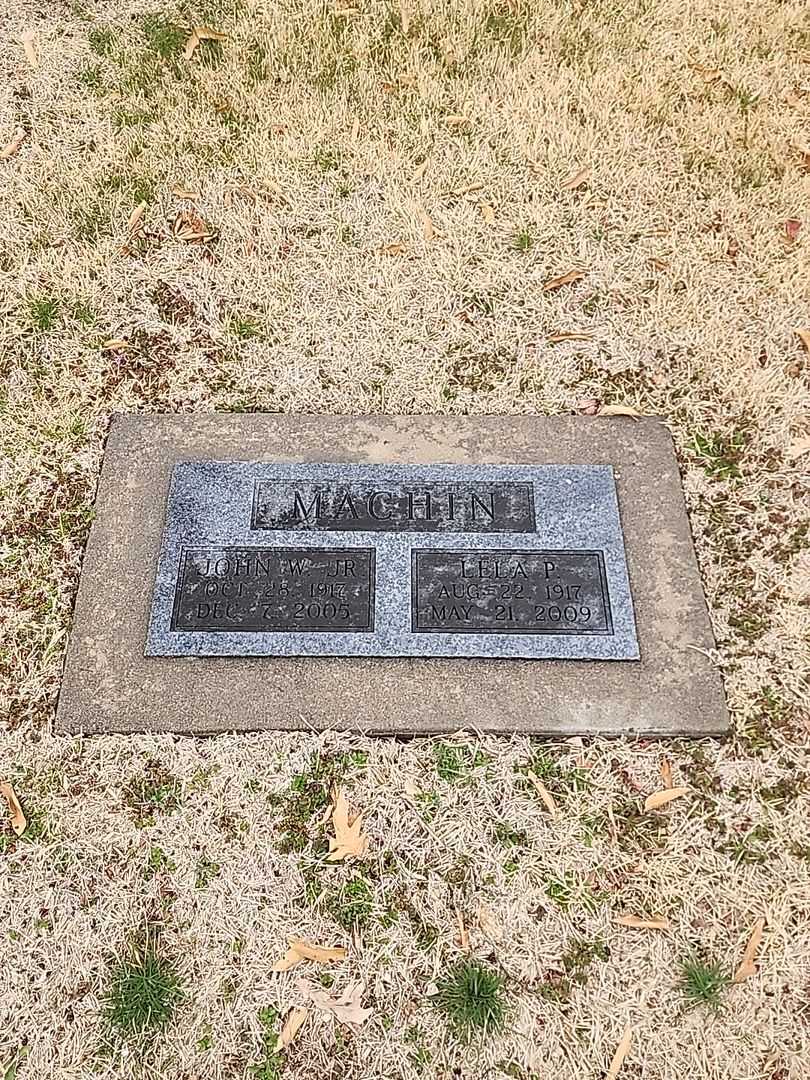 MACHIN
JOHN W. JR
OCT. 28. 1917
DEC. 7. 2005
LELA P.
AUG. 22. 1917
MAY 21. 2009